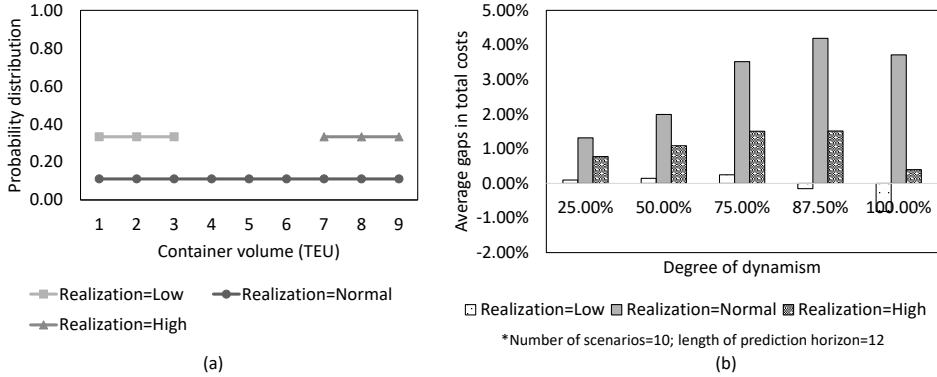 1.00
0.80
0.60
0.40
0.20
0.00
Probability distribution
1 2 3 4 5 6 7 8 9
Container volume (TEU)
Realization=Low
Realization=Normal
Realization=High
(a)
5.00%
4.00%
3.00%
2.00%
1.00%
0.00%
-1.00%
-2.00%
Average gaps in total costs
25.00% 50.00% 75.00% 87.50% 100.00%
Degree of dynamism
Realization=Low Realization=Normal Realization=High
*Number of scenarios=10; length of prediction horizon=12
(b)